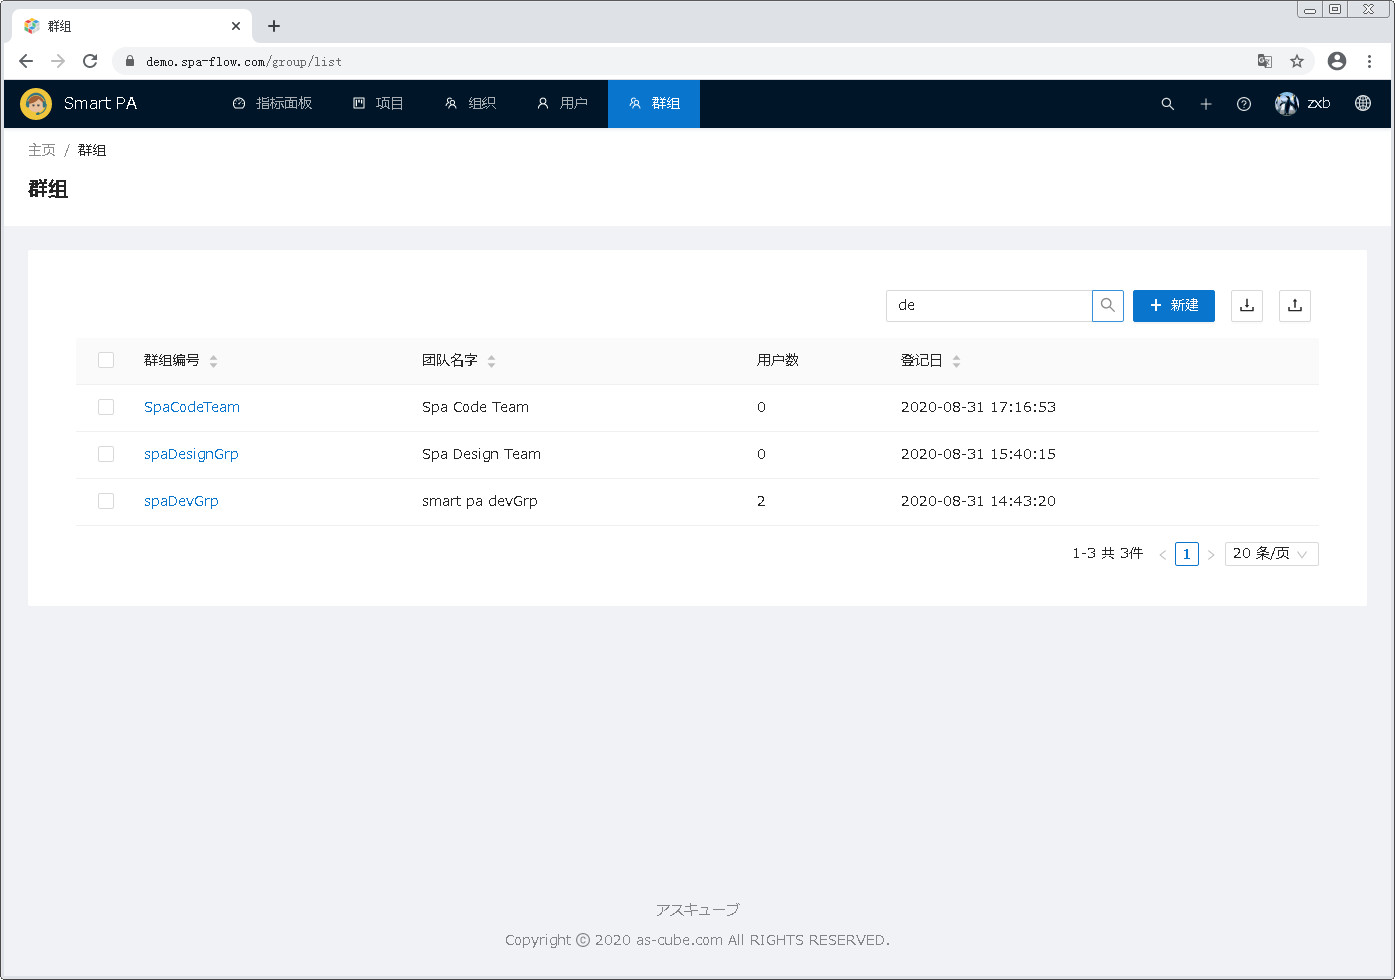 群组
demo.spa-flow.com/group/list
Smart PA 指标面板 项目 组织 用户 群组 zxb
主页 / 群组
群组
de 新建
群组编号 团队名字 用户数 登记日
SpaCodeTeam Spa Code Team 0 2020-08-31 17:16:53
spaDesignGrp Spa Design Team 0 2020-08-31 15:40:15
spaDevGrp smart pa devGrp 2 2020-08-31 14:43:20
1-3 共 3件 < 1 > 20 条/页
アスキューブ
Copyright © 2020 as-cube.com All RIGHTS RESERVED.